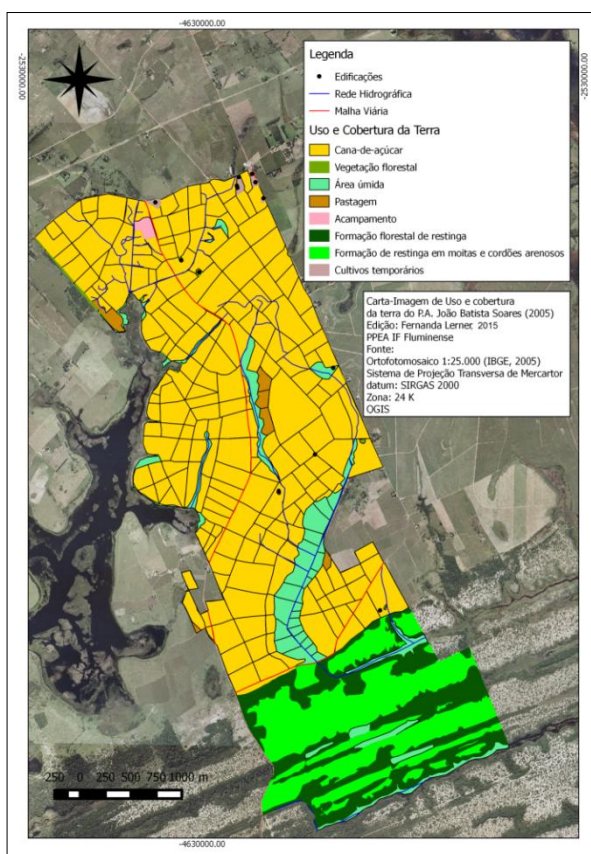 -4630000.00
-2530000.00
-2530000.00
Legenda
Edificações
Rede Hidrográfica
Malha Viária
Uso e Cobertura da Terra
Cana-de-açúcar
Vegetação florestal
Área úmida
Pastagem
Acampamento
Formação florestal de restinga
Formação de restinga em moitas e cordões arenosos
Cultivos temporários
Carta-Imagem de Uso e cobertura
da terra do P.A. João Batista Soares (2005)
Edição: Fernanda Lerner, 2015
PPEA IF Fluminense
Fonte:
Ortofotomosaico 1:25.000 (IBGE, 2005)
Sistema de Projeção Transversa de Mercartor
datum: SIRGAS 2000
Zona: 24 K
QGIS
250 0 250 500 750 1000 m
-4630000.00